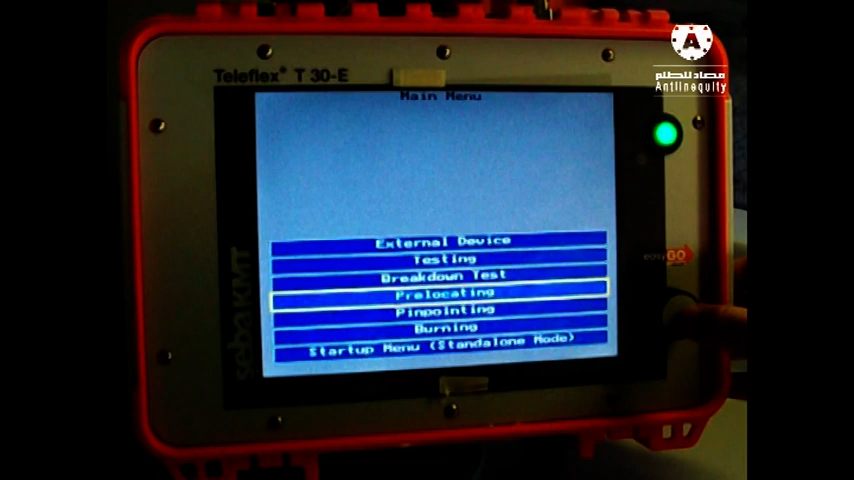 Teleflex® T 30-E
مضاد للظلم
Antiinequity
Main Menu
External Device
Testing
Breakdown Test
Prelocating
Pinpointing
Burning
Startup Menu (Standalone Mode)
sebaKMT
easyGO